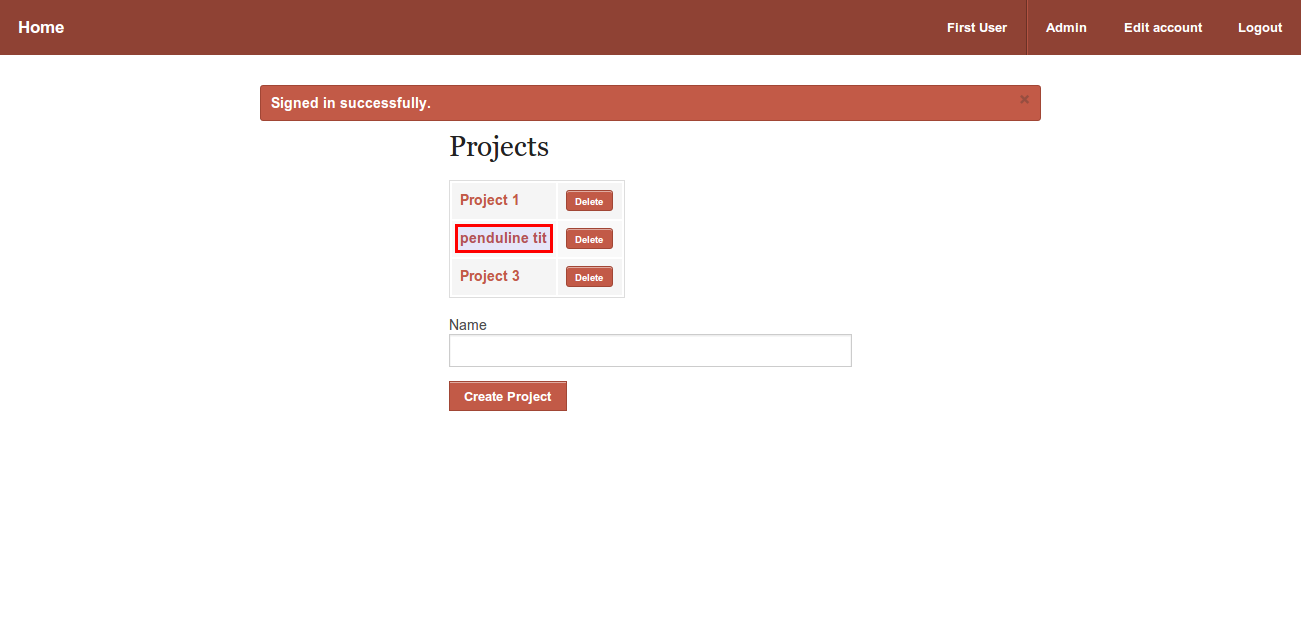 Home First User Admin Edit account Logout
Signed in successfully. ×
Projects
Project 1 Delete
penduline tit Delete
Project 3 Delete
Name
Create Project